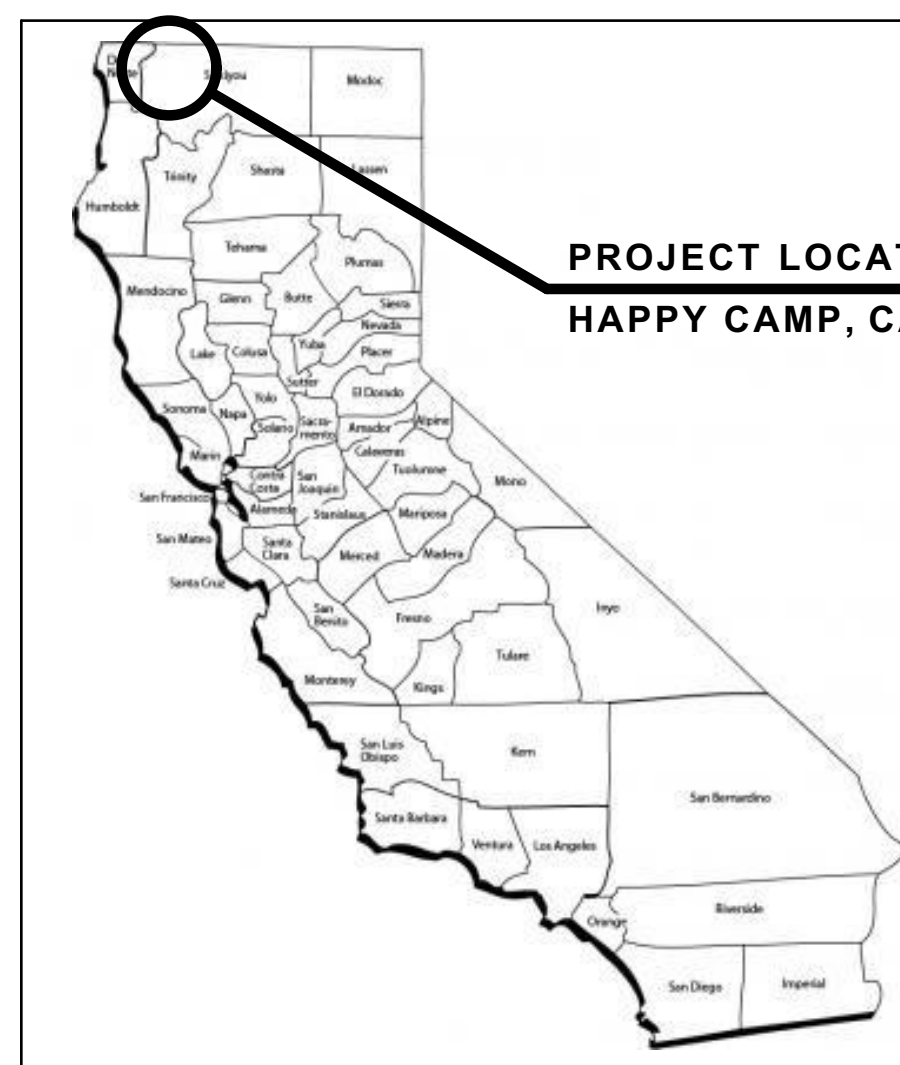 Modoc
Trinity
Shasta
Lassen
Humboldt
Tehama
Plumas
PROJECT LOCAT
HAPPY CAMP, CA
Mendocino
Glenn
Butte
Sierra
Nevada
Yuba
Placer
Lake
Colusa
Sutter
El Dorado
Yolo
Sonoma
Napa
Sacra-
mento
Amador
Alpine
Solano
Calaveras
Marin
Tuolumne
Mono
Contra
Costa
San
Joaquin
San Francisco
Alameda
Stanislaus
Mariposa
San Mateo
Santa
Clara
Merced
Madera
Santa Cruz
San
Benita
Fresno
Inyo
Tulare
Monterey
Kings
San Luis
Obispo
Kern
San Bernardino
Santa Barbara
Ventura
Los Angeles
Orange
Riverside
San Diego
Imperial